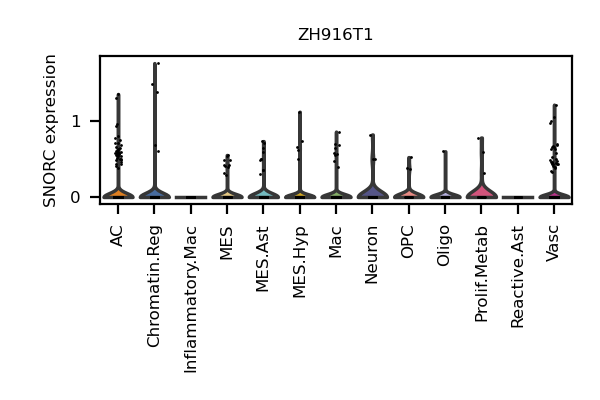 ZH916T1
SNORC expression
1
0
AC
Chromatin.Reg
Inflammatory.Mac
MES
MES.Ast
MES.Hyp
Mac
Neuron
OPC
Oligo
Prolif.Metab
Reactive.Ast
Vasc